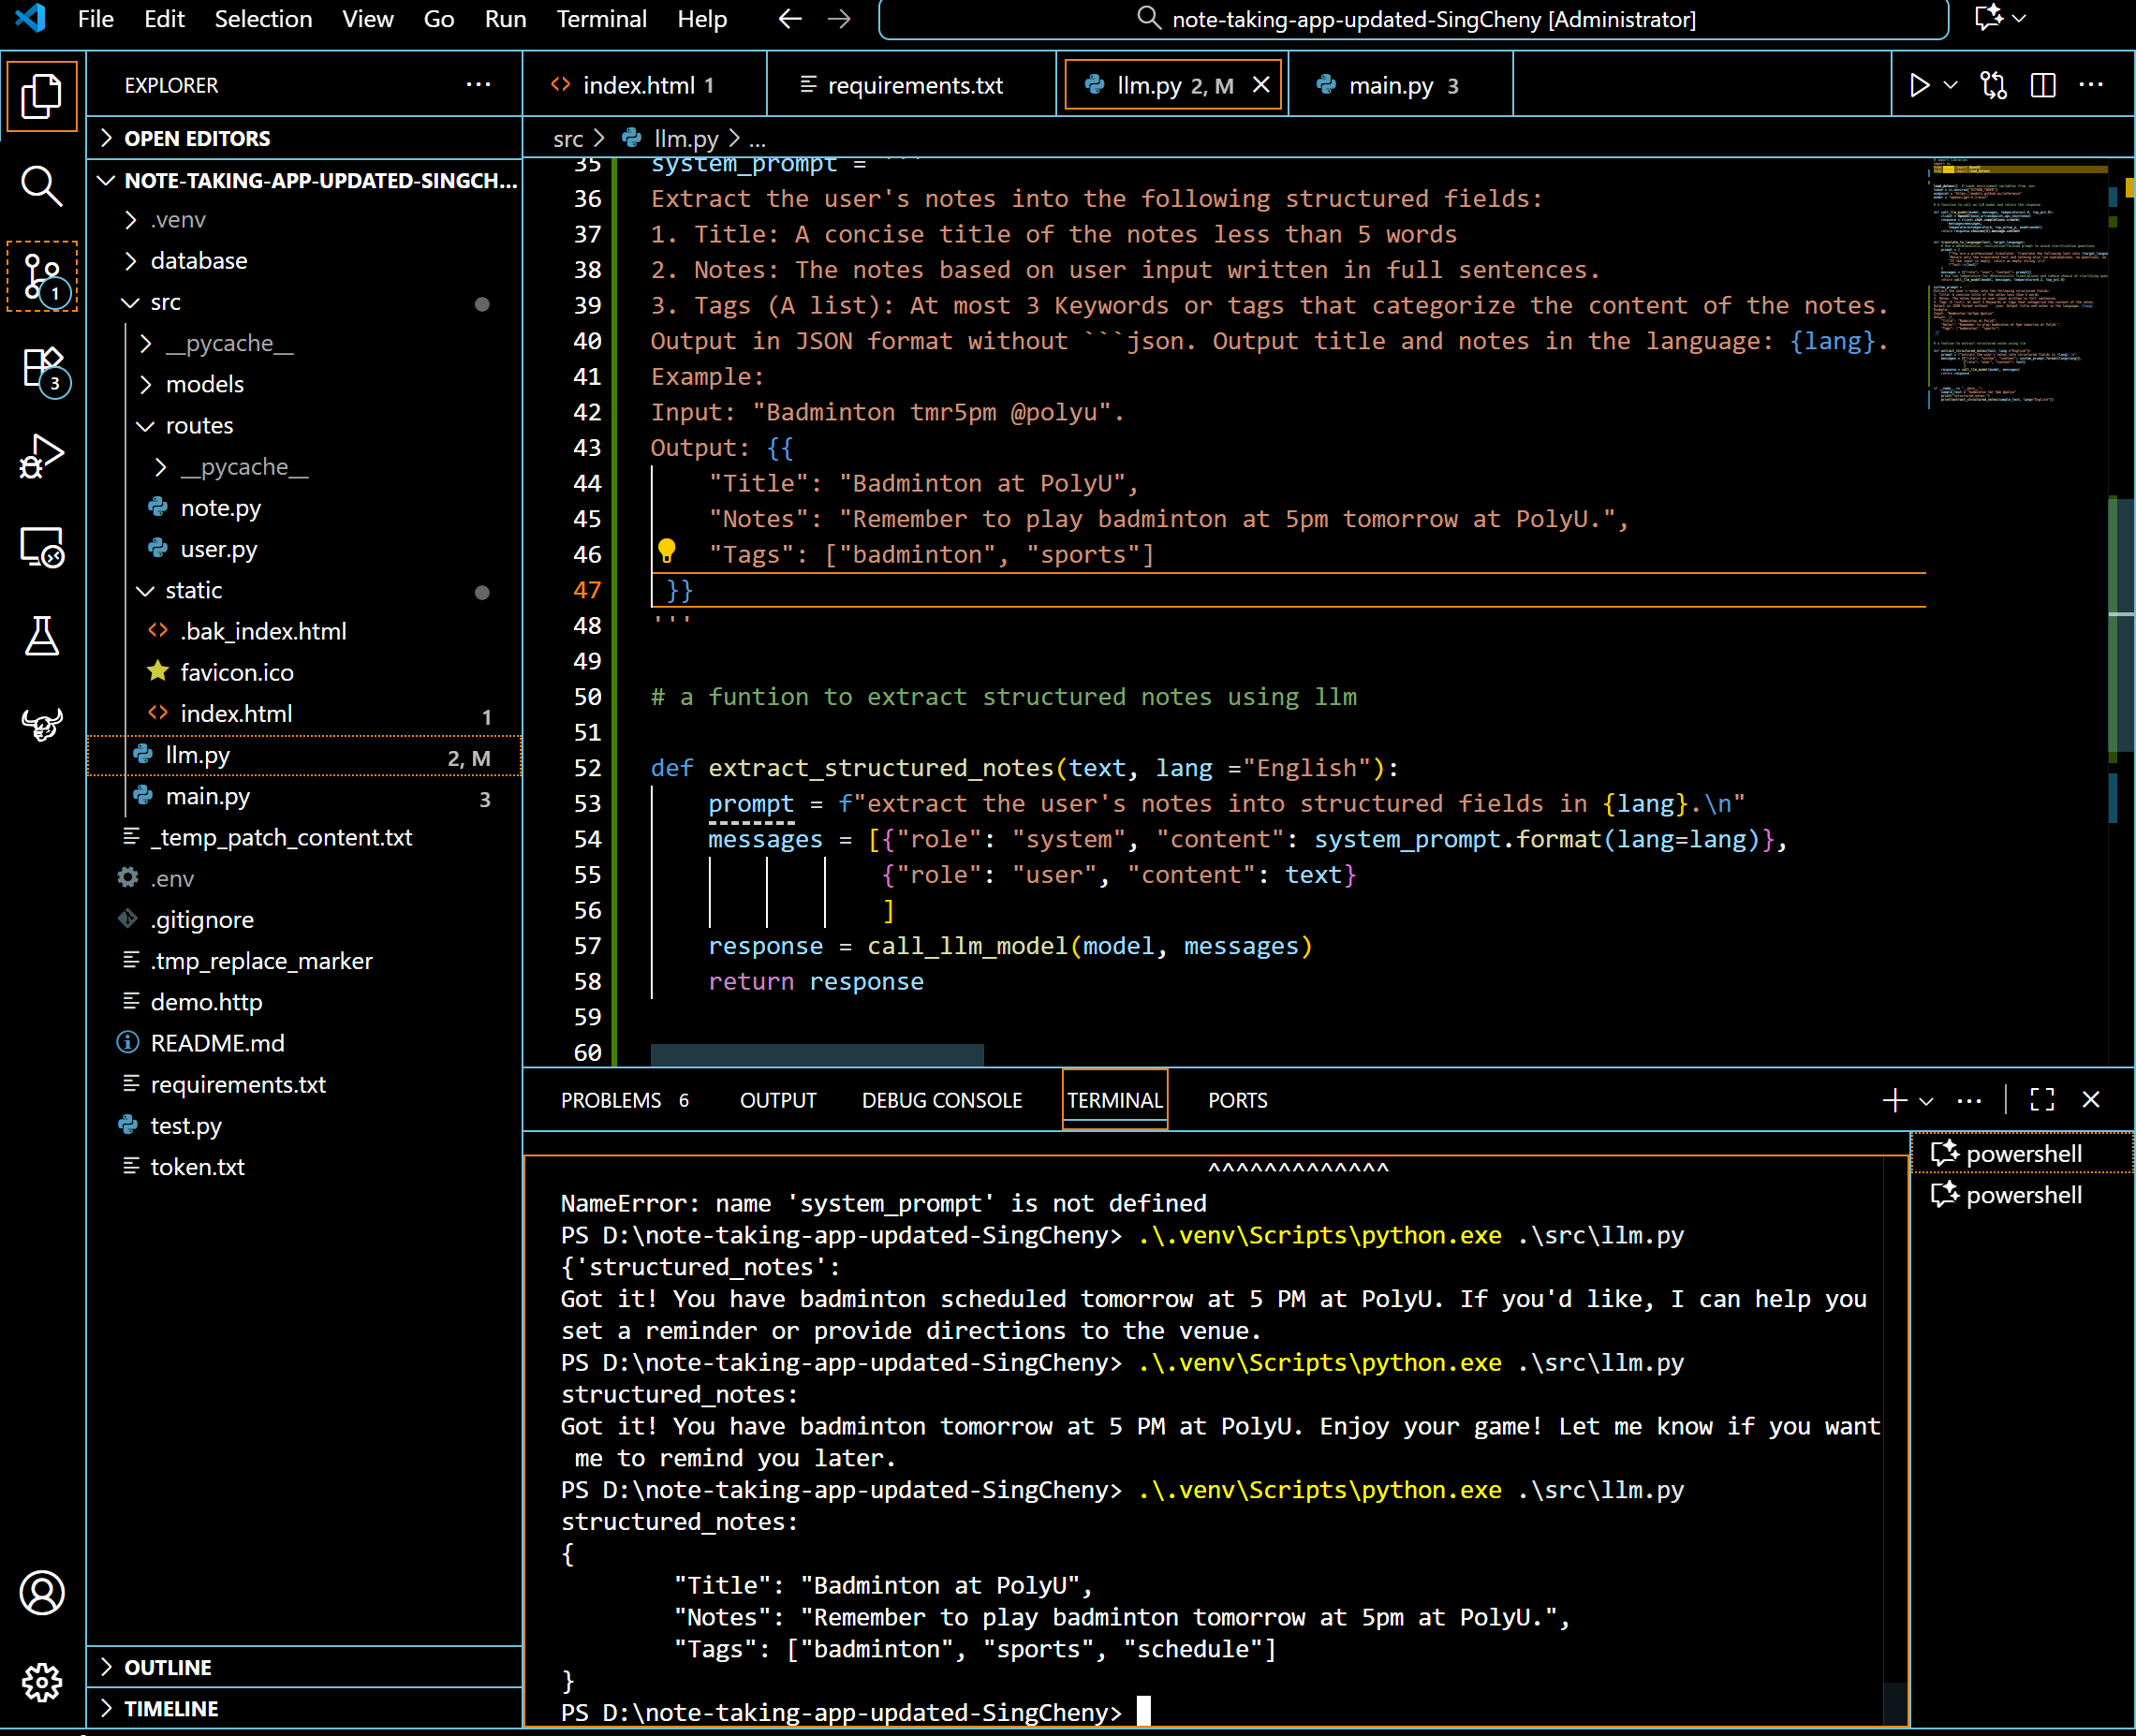 File Edit Selection View Go Run Terminal Help
note-taking-app-updated-SingCheny [Administrator]
EXPLORER
OPEN EDITORS
NOTE-TAKING-APP-UPDATED-SINGCH...
.venv
database
src
__pycache__
models
routes
__pycache__
note.py
user.py
static
.bak_index.html
favicon.ico
index.html 1
llm.py 2, M
main.py 3
_temp_patch_content.txt
.env
.gitignore
.tmp_replace_marker
demo.http
README.md
requirements.txt
test.py
token.txt
OUTLINE
TIMELINE
1
3
index.html 1
requirements.txt
llm.py 2, M
main.py 3
src > llm.py > ...
35 system_prompt = '''
36 Extract the user's notes into the following structured fields:
37 1. Title: A concise title of the notes less than 5 words
38 2. Notes: The notes based on user input written in full sentences.
39 3. Tags (A list): At most 3 Keywords or tags that categorize the content of the notes.
40 Output in JSON format without ```json. Output title and notes in the language: {lang}.
41 Example:
42 Input: "Badminton tmr5pm @polyu".
43 Output: {{
44     "Title": "Badminton at PolyU",
45     "Notes": "Remember to play badminton at 5pm tomorrow at PolyU.",
46     "Tags": ["badminton", "sports"]
47  }}
48 '''
49
50 # a funtion to extract structured notes using llm
51
52 def extract_structured_notes(text, lang ="English"):
53     prompt = f"extract the user's notes into structured fields in {lang}.\n"
54     messages = [{"role": "system", "content": system_prompt.format(lang=lang)},
55                 {"role": "user", "content": text}
56                 ]
57     response = call_llm_model(model, messages)
58     return response
59
60
PROBLEMS 6 OUTPUT DEBUG CONSOLE TERMINAL PORTS
^^^^^^^^^^^^^
NameError: name 'system_prompt' is not defined
PS D:\note-taking-app-updated-SingCheny> .\.venv\Scripts\python.exe .\src\llm.py
{'structured_notes':
Got it! You have badminton scheduled tomorrow at 5 PM at PolyU. If you'd like, I can help you
set a reminder or provide directions to the venue.
PS D:\note-taking-app-updated-SingCheny> .\.venv\Scripts\python.exe .\src\llm.py
structured_notes:
Got it! You have badminton tomorrow at 5 PM at PolyU. Enjoy your game! Let me know if you want
 me to remind you later.
PS D:\note-taking-app-updated-SingCheny> .\.venv\Scripts\python.exe .\src\llm.py
structured_notes:
{
        "Title": "Badminton at PolyU",
        "Notes": "Remember to play badminton tomorrow at 5pm at PolyU.",
        "Tags": ["badminton", "sports", "schedule"]
}
PS D:\note-taking-app-updated-SingCheny>
powershell
powershell